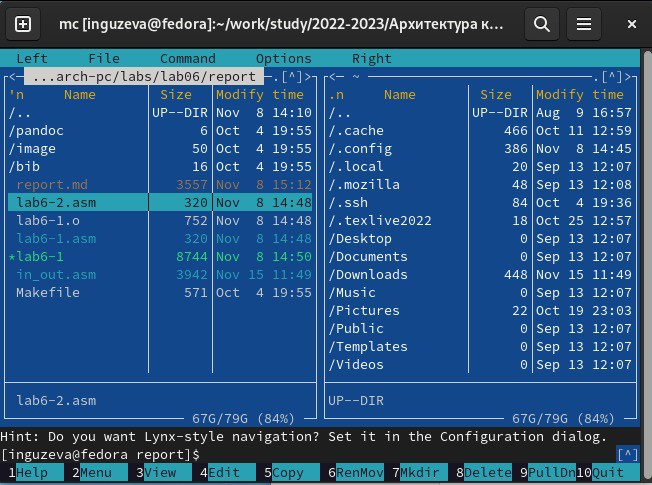 mc [inguzeva@fedora]:~/work/study/2022-2023/Архитектура к...
Left File Command Options Right
<─ ...arch-pc/labs/lab06/report ─.[^]>
'n Name Size Modify time
/.. UP--DIR Nov 8 14:10
/pandoc 6 Oct 4 19:55
/image 50 Oct 4 19:55
/bib 16 Oct 4 19:55
report.md 3557 Nov 8 15:12
lab6-2.asm 320 Nov 8 14:48
lab6-1.o 752 Nov 8 14:48
lab6-1.asm 320 Nov 8 14:48
*lab6-1 8744 Nov 8 14:50
in_out.asm 3942 Nov 15 11:49
Makefile 571 Oct 4 19:55
lab6-2.asm
67G/79G (84%)
<─ ~ ─.[^]>
.n Name Size Modify time
/.. UP--DIR Aug 9 16:57
/.cache 466 Oct 11 12:59
/.config 386 Nov 8 14:45
/.local 20 Sep 13 12:07
/.mozilla 48 Sep 13 12:08
/.ssh 84 Oct 4 19:36
/.texlive2022 18 Oct 25 12:57
/Desktop 0 Sep 13 12:07
/Documents 0 Sep 13 12:07
/Downloads 448 Nov 15 11:49
/Music 0 Sep 13 12:07
/Pictures 22 Oct 19 23:03
/Public 0 Sep 13 12:07
/Templates 0 Sep 13 12:07
/Videos 0 Sep 13 12:07
UP--DIR
67G/79G (84%)
Hint: Do you want Lynx-style navigation? Set it in the Configuration dialog.
[inguzeva@fedora report]$ [^]
1Help 2Menu 3View 4Edit 5Copy 6RenMov 7Mkdir 8Delete 9PullDn 10Quit